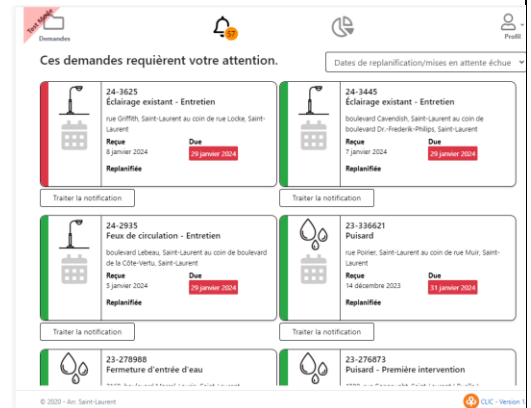 Test Mode
Demandes
57
Profil
Ces demandes requièrent votre attention.
Dates de replanification/mises en attente échue
24-3625
Éclairage existant - Entretien
rue Griffith, Saint-Laurent au coin de rue Locke, Saint-
Laurent
Reçue Due
8 janvier 2024 29 janvier 2024
Replanifiée
Traiter la notification
24-3445
Éclairage existant - Entretien
boulevard Cavendish, Saint-Laurent au coin de
boulevard Dr.-Frederik-Philips, Saint-Laurent
Reçue Due
7 janvier 2024 29 janvier 2024
Replanifiée
Traiter la notification
24-2935
Feux de circulation - Entretien
boulevard Lebeau, Saint-Laurent au coin de boulevard
de la Côte-Vertu, Saint-Laurent
Reçue Due
5 janvier 2024 29 janvier 2024
Replanifiée
Traiter la notification
23-336621
Puisard
rue Poirier, Saint-Laurent au coin de rue Muir, Saint-
Laurent
Reçue Due
14 décembre 2023 31 janvier 2024
Replanifiée
Traiter la notification
23-278988
Fermeture d'entrée d'eau
23-276873
Puisard - Première intervention
© 2020 - Arr. Saint-Laurent
CLIC - Version 1